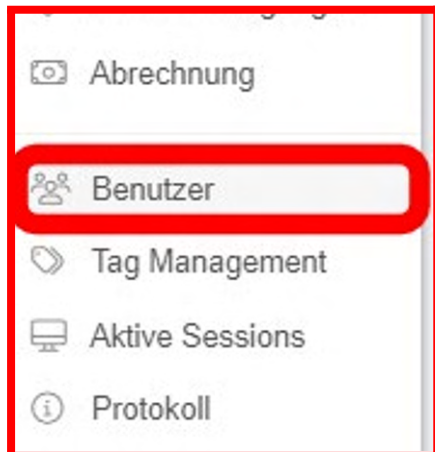 Abrechnung
Benutzer
Tag Management
Aktive Sessions
Protokoll